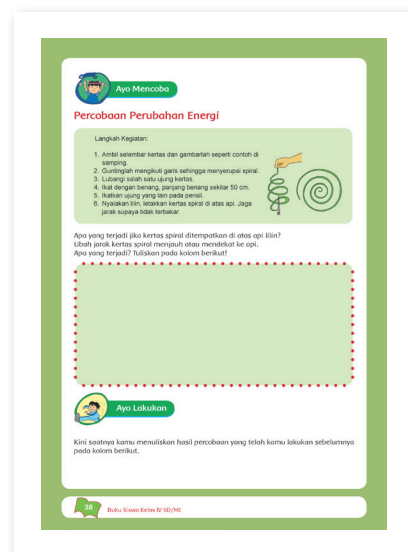 Ayo Mencoba
Percobaan Perubahan Energi
Langkah Kegiatan:
1. Ambil selembar kertas dan gambarlah seperti contoh di
samping.
2. Guntinglah mengikuti garis sehingga menyerupai spiral.
3. Lubangi salah satu ujung kertas.
4. Ikat dengan benang, panjang benang sekitar 50 cm.
5. Ikatkan ujung yang lain pada pensil.
6. Nyalakan lilin, letakkan kertas spiral di atas api. Jaga
jarak supaya tidak terbakar.
Apa yang terjadi jika kertas spiral ditempatkan di atas api lilin?
Ubah jarak kertas spiral menjauh atau mendekat ke api.
Apa yang terjadi? Tuliskan pada kolom berikut!
Ayo Lakukan
Kini saatnya kamu menuliskan hasil percobaan yang telah kamu lakukan sebelumnya
pada kolom berikut.
38
Buku Siswa Kelas IV SD/MI